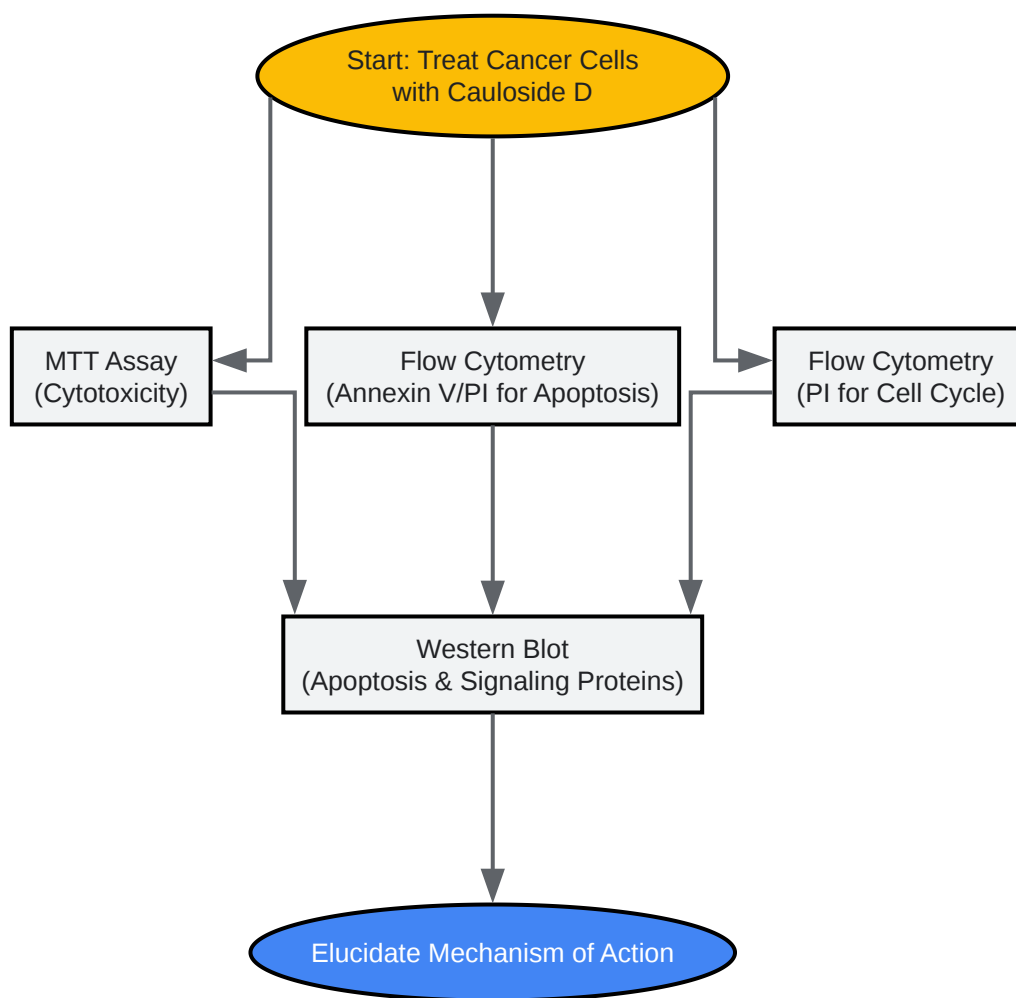 Start: Treat Cancer Cells
with Cauloside D
MTT Assay
(Cytotoxicity)
Flow Cytometry
(Annexin V/PI for Apoptosis)
Flow Cytometry
(PI for Cell Cycle)
Western Blot
(Apoptosis & Signaling Proteins)
Elucidate Mechanism of Action